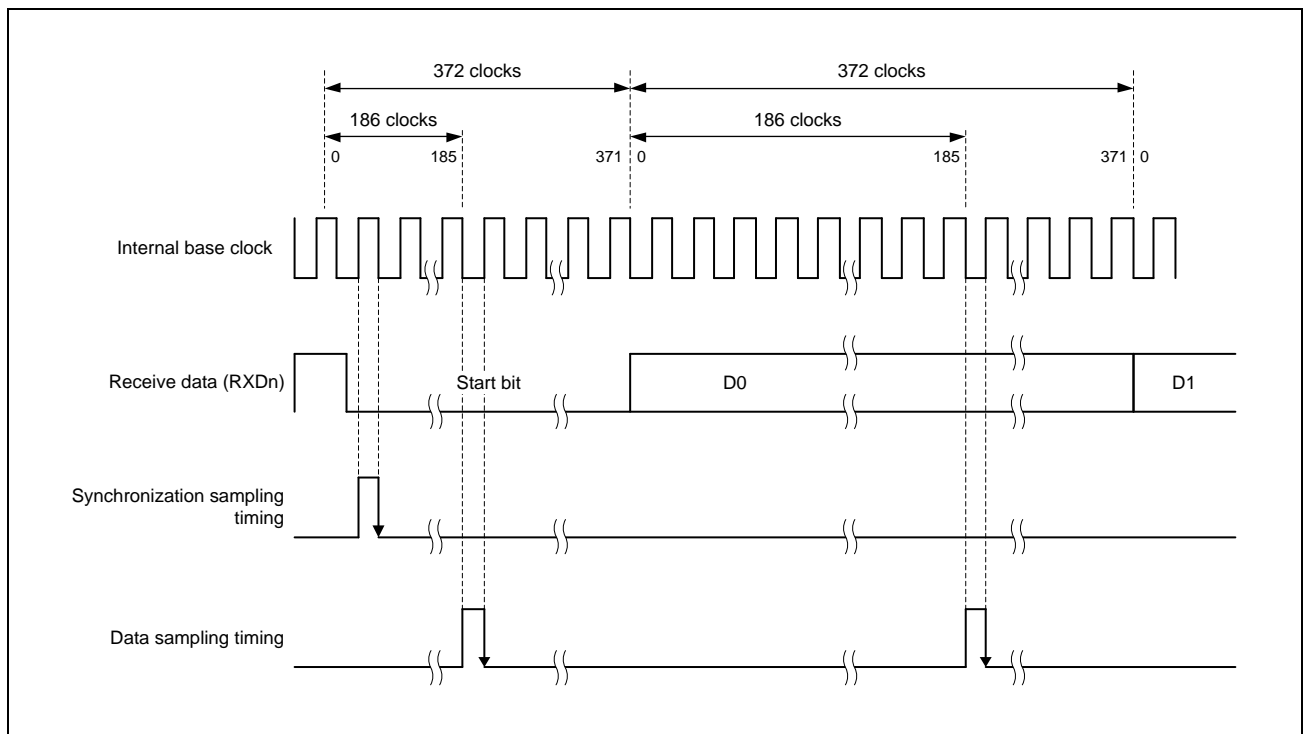 372 clocks
372 clocks
186 clocks
186 clocks
0
185
371
0
185
371
0
Internal base clock
Receive data (RXDn)
Start bit
D0
D1
Synchronization sampling
timing
Data sampling timing